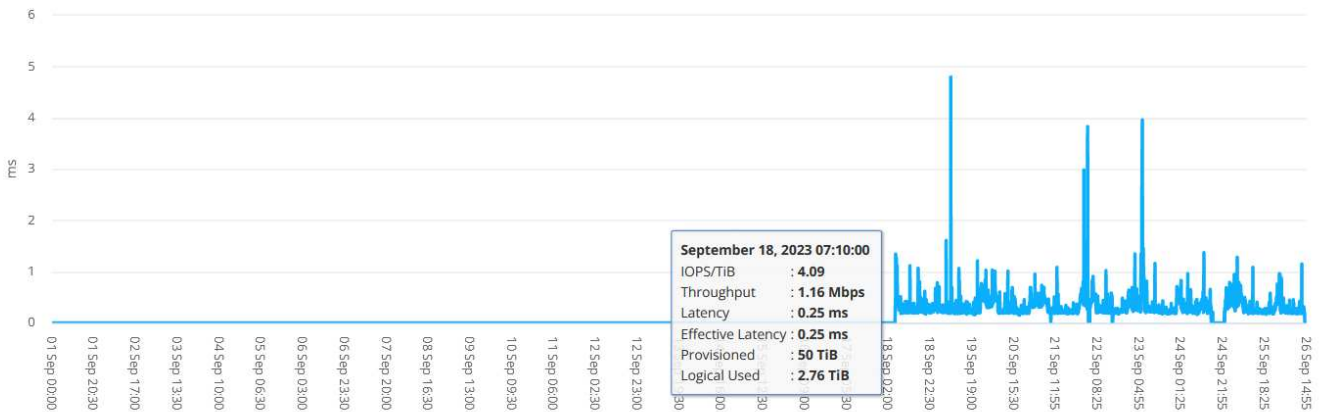 6
5
4
3
2
1
0
ms
September 18, 2023 07:10:00
IOPS/TiB : 4.09
Throughput : 1.16 Mbps
Latency : 0.25 ms
Effective Latency : 0.25 ms
Provisioned : 50 TiB
Logical Used : 2.76 TiB
01 Sep 00:00
01 Sep 20:30
02 Sep 17:00
03 Sep 13:30
04 Sep 10:00
05 Sep 06:30
06 Sep 03:00
06 Sep 23:30
07 Sep 20:00
08 Sep 16:30
09 Sep 13:00
10 Sep 09:30
11 Sep 06:00
12 Sep 02:30
12 Sep 23:00
18 Sep 02:00
18 Sep 22:30
19 Sep 19:00
20 Sep 15:30
21 Sep 11:55
22 Sep 08:25
23 Sep 04:55
24 Sep 01:25
24 Sep 21:55
25 Sep 18:25
26 Sep 14:55